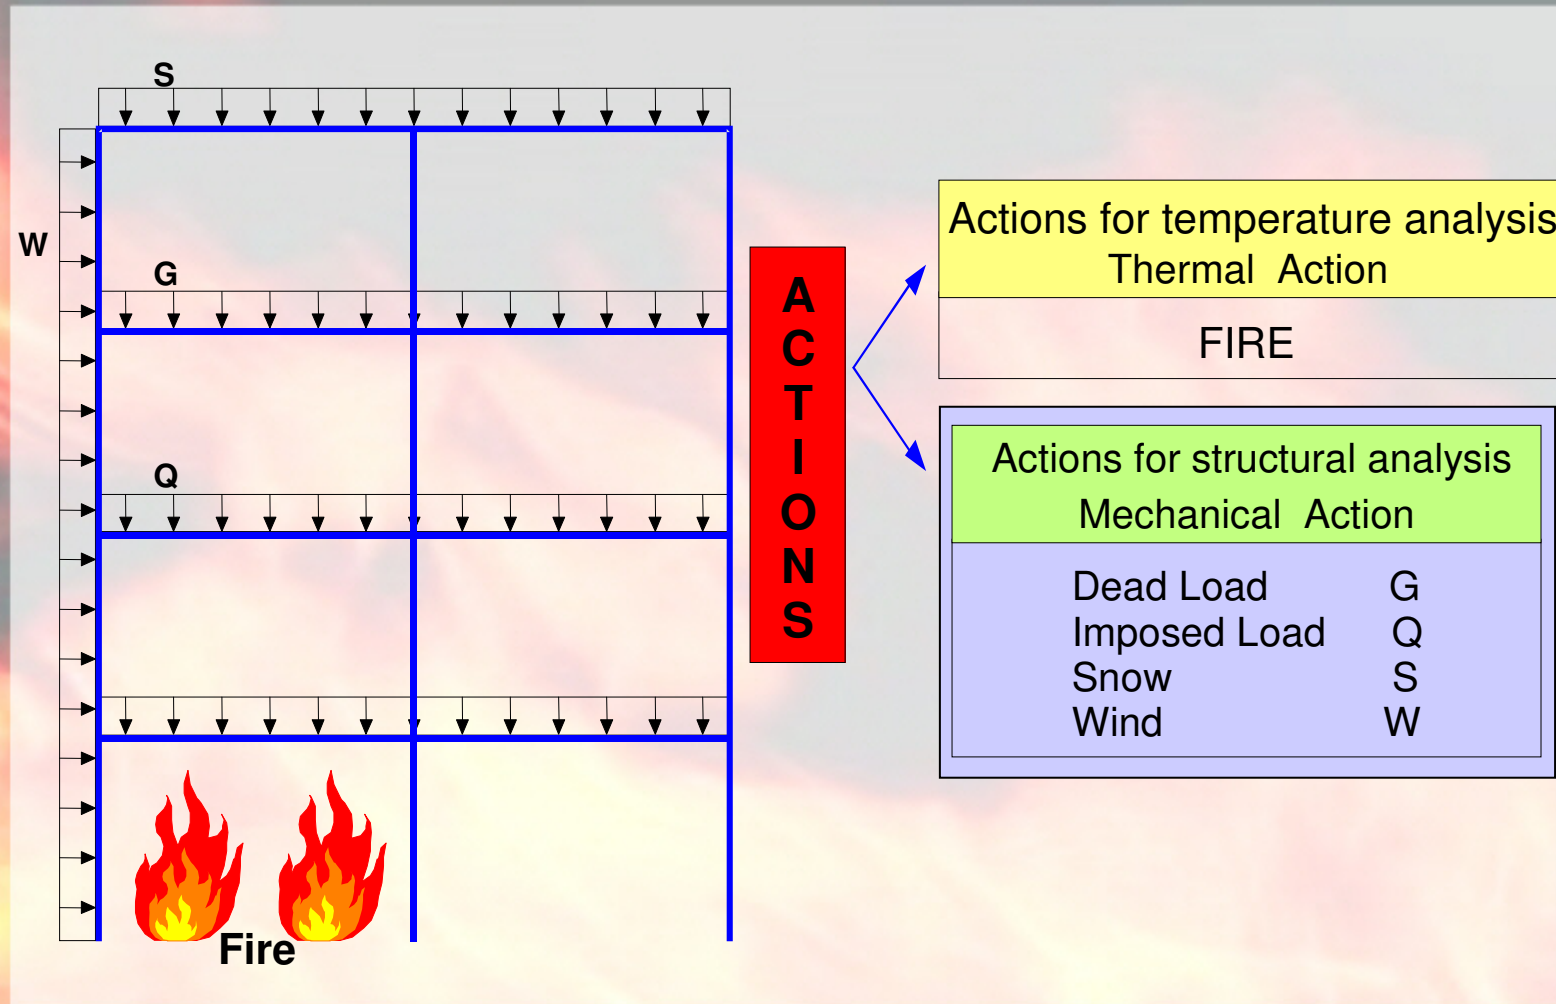 S
W
G
Q
Fire
A
C
T
I
O
N
S
Actions for temperature analysis
Thermal Action
FIRE
Actions for structural analysis
Mechanical Action
Dead Load G
Imposed Load Q
Snow S
Wind W